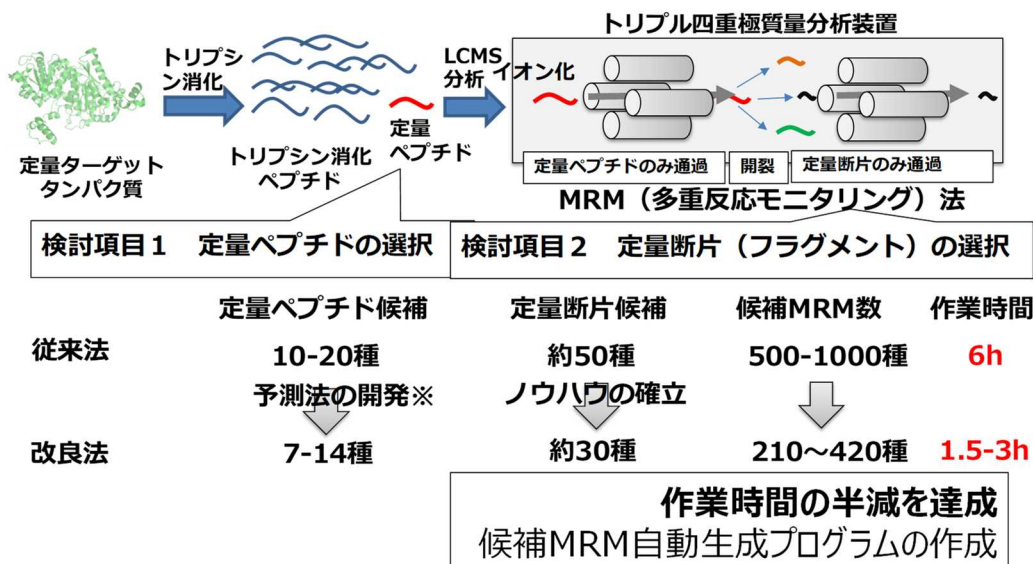 トリプル四重極質量分析装置
トリプシ
ン消化
LCMS
分析
イオン化
定量
ペプチド
定量ターゲット
タンパク質
トリプシン消化
ペプチド
定量ペプチドのみ通過
開裂
定量断片のみ通過
MRM（多重反応モニタリング）法
検討項目１　定量ペプチドの選択
検討項目２　定量断片（フラグメント）の選択
定量ペプチド候補
定量断片候補
候補MRM数
作業時間
従来法
10-20種
約50種
500-1000種
6h
予測法の開発※
ノウハウの確立
改良法
7-14種
約30種
210～420種
1.5-3h
作業時間の半減を達成
候補MRM自動生成プログラムの作成